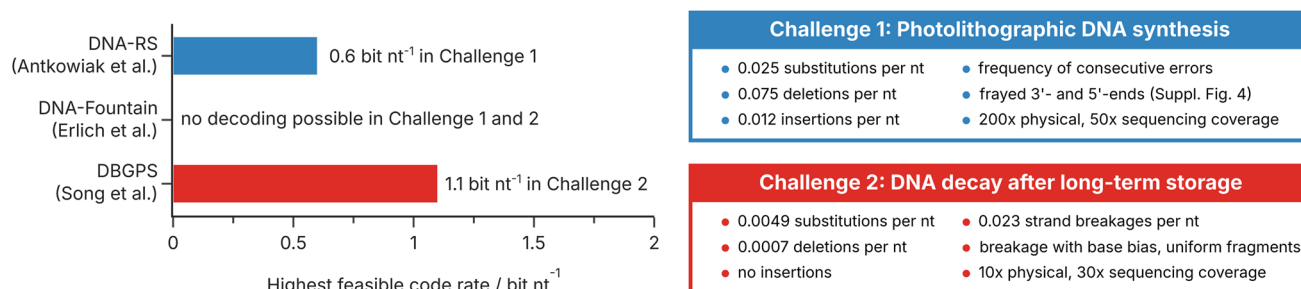 DNA-RS
(Antkowiak et al.)
0.6 bit nt⁻¹ in Challenge 1
DNA-Fountain
(Erlich et al.)
no decoding possible in Challenge 1 and 2
DBGPS
(Song et al.)
1.1 bit nt⁻¹ in Challenge 2
0 0.5 1 1.5 2
Highest feasible code rate / bit nt⁻¹
Challenge 1: Photolithographic DNA synthesis
• 0.025 substitutions per nt
• 0.075 deletions per nt
• 0.012 insertions per nt
• frequency of consecutive errors
• frayed 3'- and 5'-ends (Suppl. Fig. 4)
• 200x physical, 50x sequencing coverage
Challenge 2: DNA decay after long-term storage
• 0.0049 substitutions per nt
• 0.0007 deletions per nt
• no insertions
• 0.023 strand breakages per nt
• breakage with base bias, uniform fragments
• 10x physical, 30x sequencing coverage